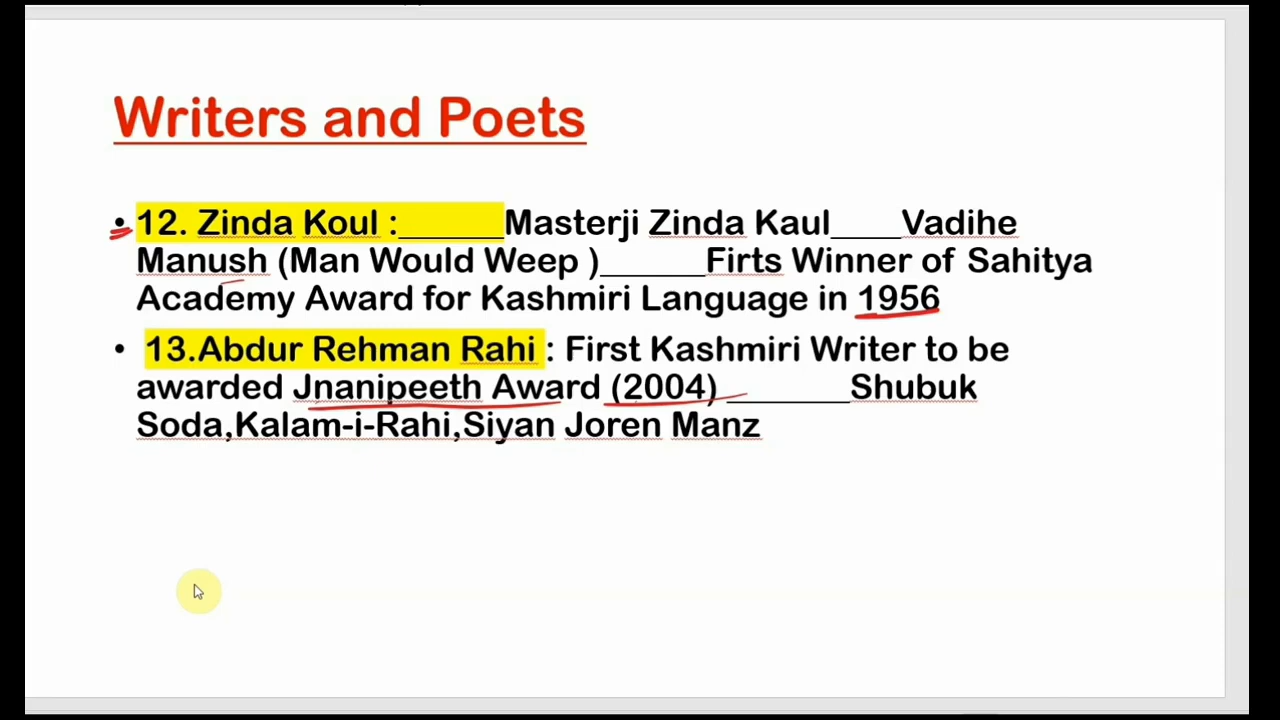 Writers and Poets
• 12. Zinda Koul :______Masterji Zinda Kaul____Vadihe
Manush (Man Would Weep )______Firts Winner of Sahitya
Academy Award for Kashmiri Language in 1956
• 13.Abdur Rehman Rahi : First Kashmiri Writer to be
awarded Jnanipeeth Award (2004) _______Shubuk
Soda,Kalam-i-Rahi,Siyan Joren Manz